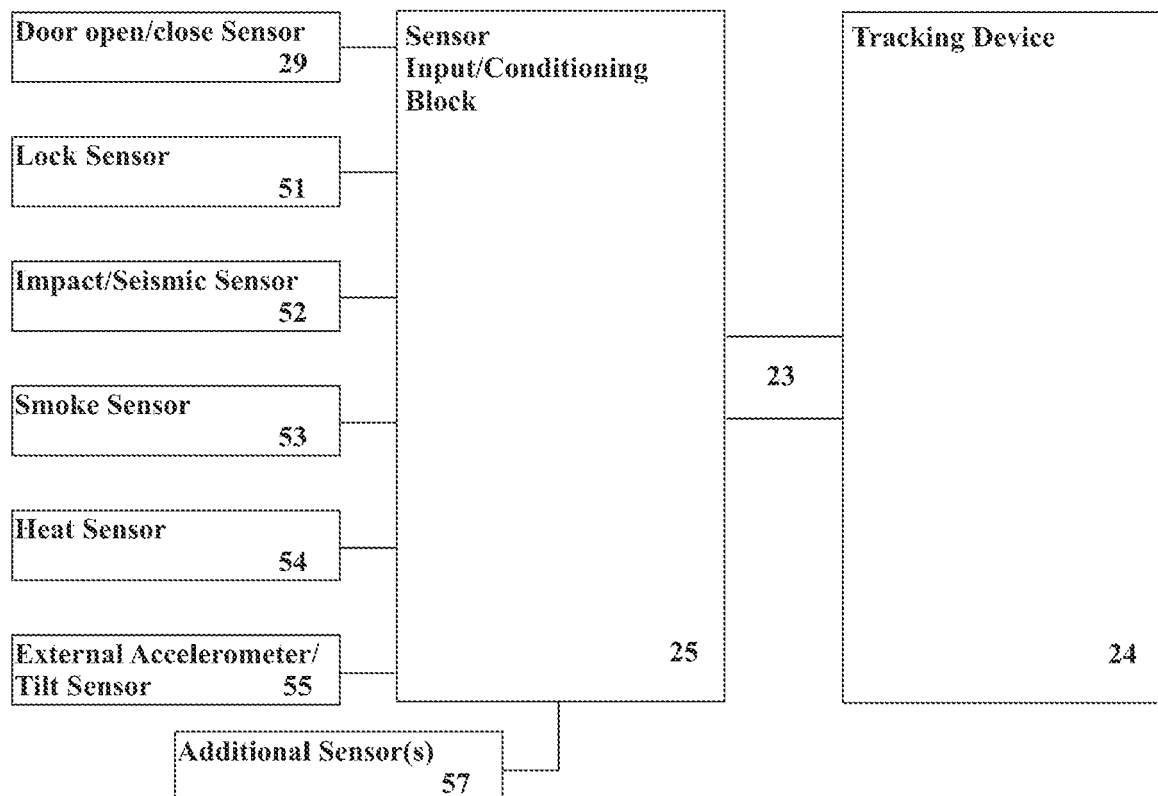 Door open/close Sensor
29
Lock Sensor
51
Impact/Seismic Sensor
52
Smoke Sensor
53
Heat Sensor
54
External Accelerometer/
Tilt Sensor 55
Additional Sensor(s)
57
Sensor
Input/Conditioning
Block
25
23
Tracking Device
24